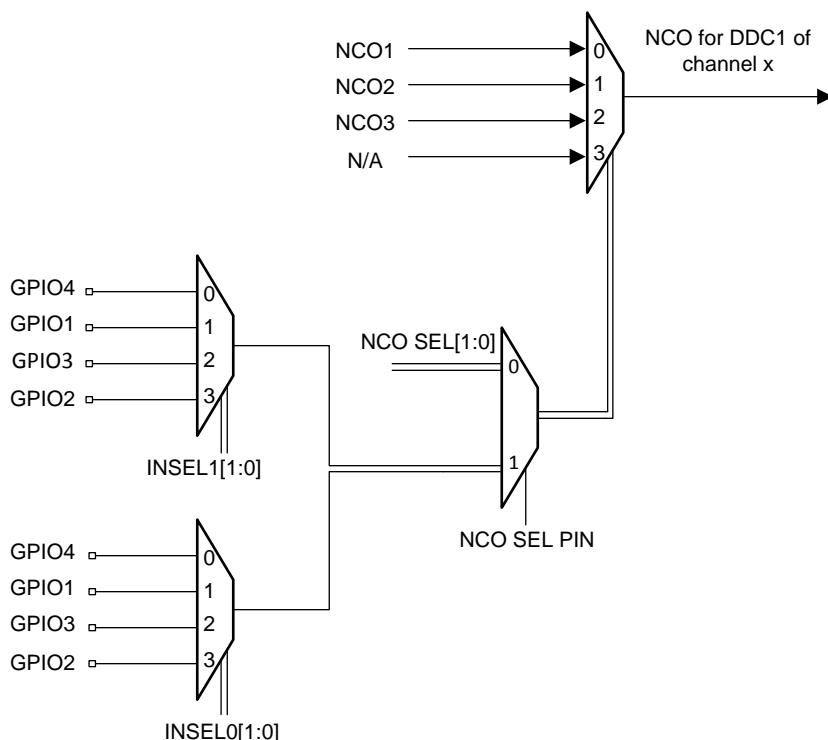 NCO1
NCO2
NCO3
N/A
0
1
2
3
NCO for DDC1 of
channel x
GPIO4
GPIO1
GPIO3
GPIO2
0
1
2
3
INSEL1[1:0]
NCO SEL[1:0]
0
1
NCO SEL PIN
GPIO4
GPIO1
GPIO3
GPIO2
0
1
2
3
INSEL0[1:0]